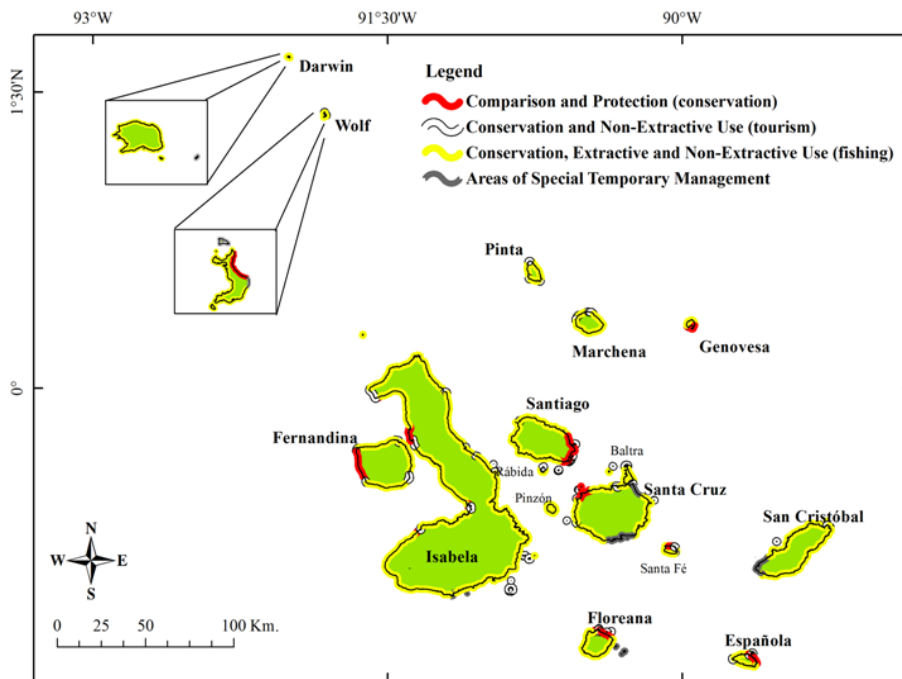 93°W 91°30'W 90°W
1°30'N
0°
Darwin
Wolf
Legend
Comparison and Protection (conservation)
Conservation and Non-Extractive Use (tourism)
Conservation, Extractive and Non-Extractive Use (fishing)
Areas of Special Temporary Management
Pinta
Marchena
Genovesa
Santiago
Fernandina
Rábida
Baltra
Pinzón
Santa Cruz
San Cristóbal
Isabela
Santa Fé
Floreana
Española
N
W E
S
0 25 50 100 Km.